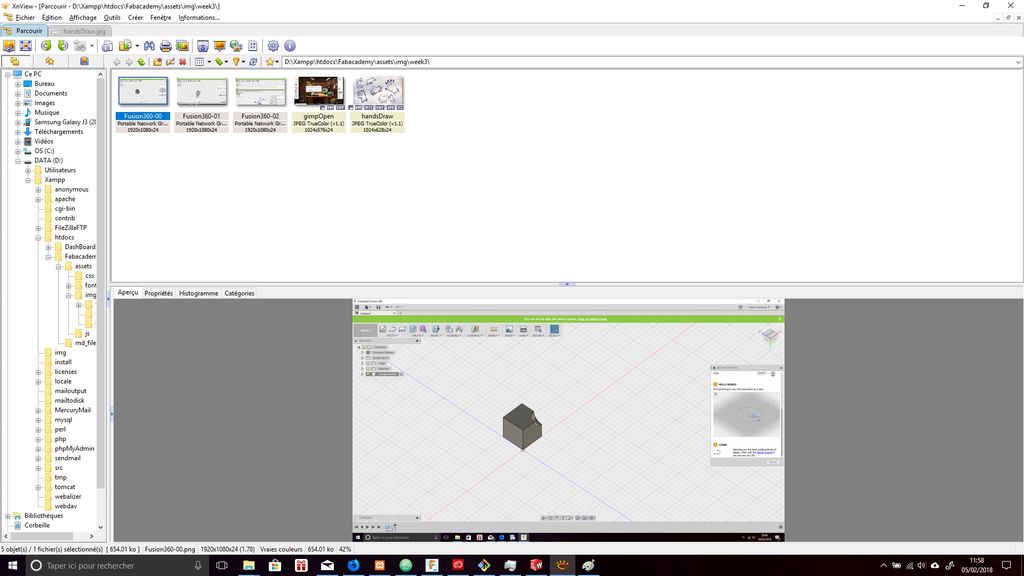 XnView - [Parcourir - D:\Xampp\htdocs\Fabacademy\assets\img\week3\]
Fichier Édition Affichage Outils Créer Fenêtre Informations...
Parcourir handsDraw.jpg
D:\Xampp\htdocs\Fabacademy\assets\img\week3\
Ce PC
Bureau
Documents
Images
Musique
Samsung Galaxy J3 (20
Téléchargements
Vidéos
OS (C:)
DATA (D:)
Utilisateurs
Xampp
anonymous
apache
cgi-bin
contrib
FileZillaFTP
htdocs
DashBoard
Fabacadem
assets
css
font
img
js
md_file
img
install
licenses
locale
mailoutput
mailtodisk
MercuryMail
mysql
perl
php
phpMyAdmin
sendmail
src
tmp
tomcat
webalizer
webdav
Bibliothèques
Corbeille
Fusion360-00
Portable Network Gr...
1920x1080x24
Fusion360-01
Portable Network Gr...
1920x1080x24
Fusion360-02
Portable Network Gr...
1920x1080x24
gimpOpen
JPEG TrueColor (v1.1)
1024x576x24
handsDraw
JPEG TrueColor (v1.1)
1024x628x24
Aperçu Propriétés Histogramme Catégories
HELLO WORLD
5 objet(s) / 1 fichier(s) sélectionné(s) [ 654.01 ko ] Fusion360-00.png 1920x1080x24 (1.78) Vraies couleurs 654.01 ko 42%
Taper ici pour rechercher
11:58
05/02/2018